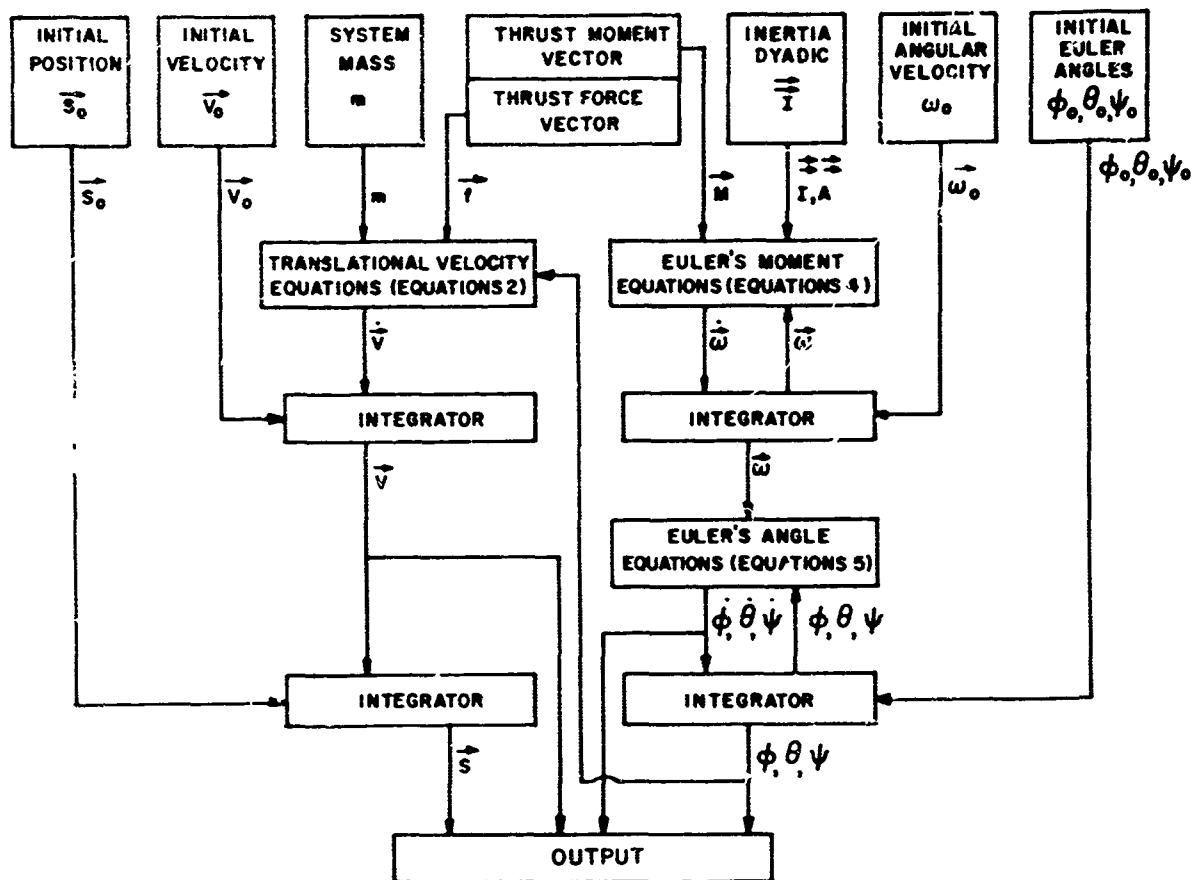 INITIAL
POSITION
S₀
INITIAL
VELOCITY
V₀
SYSTEM
MASS
m
THRUST MOMENT
VECTOR
THRUST FORCE
VECTOR
INERTIA
DYADIC
I
INITIAL
ANGULAR
VELOCITY
ω₀
INITIAL
EULER
ANGLES
ϕ₀,θ₀,ψ₀
S₀
V₀
m
f
M
I,A
ω₀
ϕ₀,θ₀,ψ₀
TRANSLATIONAL VELOCITY
EQUATIONS (EQUATIONS 2)
EULER'S MOMENT
EQUATIONS (EQUATIONS 4)
V̇
ω̇
ω
INTEGRATOR
INTEGRATOR
V
ω
EULER'S ANGLE
EQUATIONS (EQUATIONS 5)
ϕ̇,θ̇,ψ̇
ϕ,θ,ψ
INTEGRATOR
INTEGRATOR
S
ϕ,θ,ψ
OUTPUT